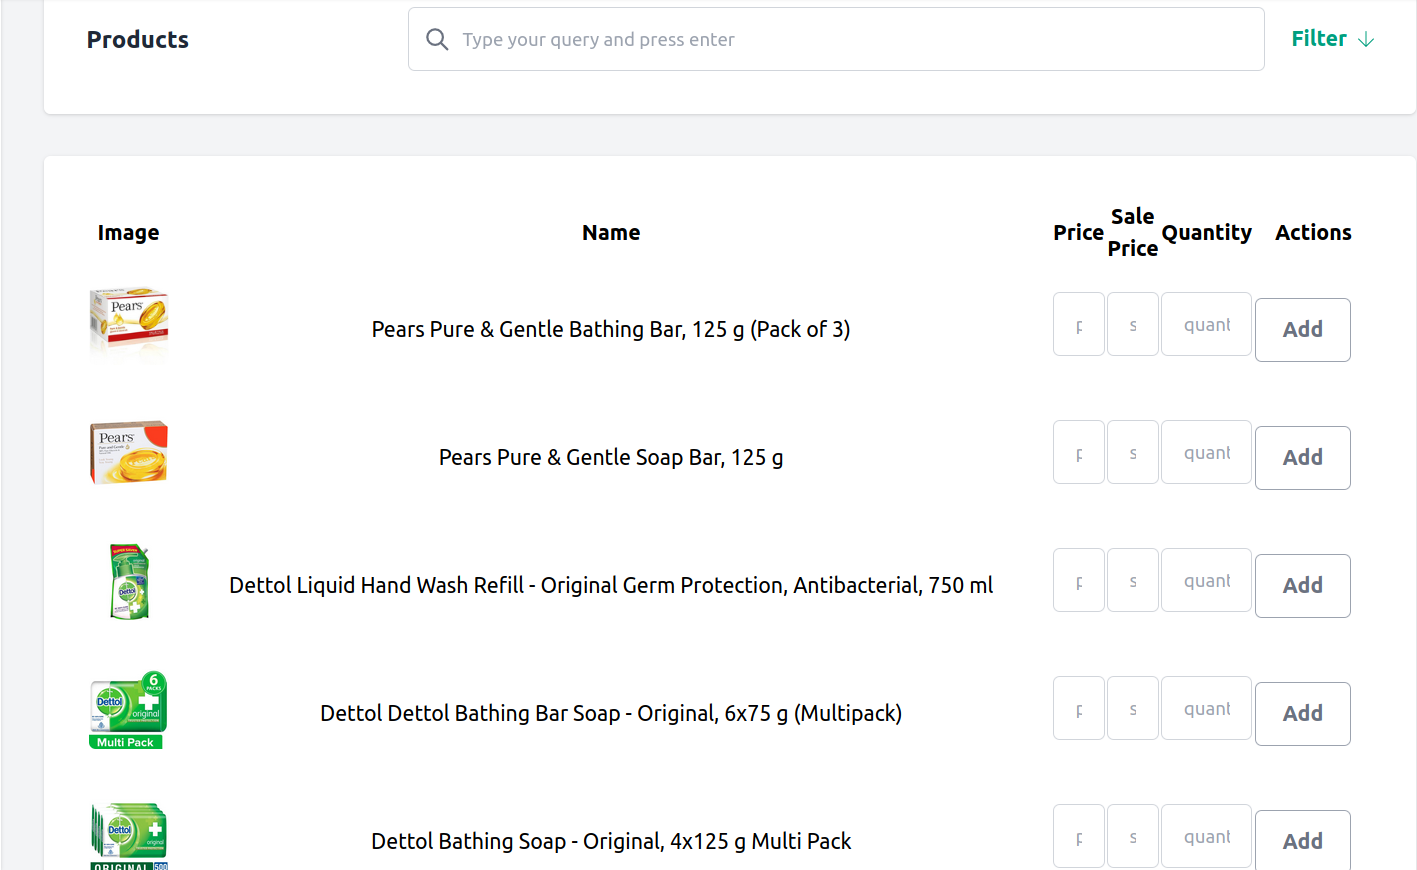 Products
Type your query and press enter
Filter
Image
Name
Price
Sale Price
Quantity
Actions
Pears
Pears Pure & Gentle Bathing Bar, 125 g (Pack of 3)
p
s
quant
Add
Pears
Pears Pure & Gentle Soap Bar, 125 g
p
s
quant
Add
Dettol
Dettol Liquid Hand Wash Refill - Original Germ Protection, Antibacterial, 750 ml
p
s
quant
Add
6
PACKS
Dettol
original
Multi Pack
Dettol Dettol Bathing Bar Soap - Original, 6x75 g (Multipack)
p
s
quant
Add
Dettol
ORIGINAL
500
Dettol Bathing Soap - Original, 4x125 g Multi Pack
p
s
quant
Add